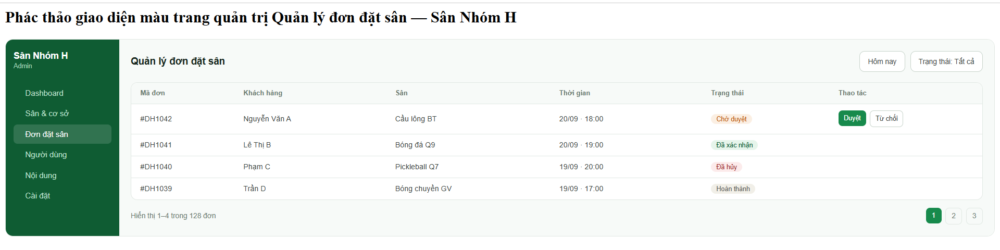 Phác thảo giao diện màu trang quản trị Quản lý đơn đặt sân — Sân Nhóm H
Sân Nhóm H
Admin
Dashboard
Sân & cơ sở
Đơn đặt sân
Người dùng
Nội dung
Cài đặt
Quản lý đơn đặt sân
Hôm nay
Trạng thái: Tất cả
Mã đơn Khách hàng Sân Thời gian Trạng thái Thao tác
#DH1042 Nguyễn Văn A Cầu lông BT 20/09 · 18:00 Chờ duyệt Duyệt Từ chối
#DH1041 Lê Thị B Bóng đá Q9 20/09 · 19:00 Đã xác nhận
#DH1040 Phạm C Pickleball Q7 19/09 · 20:00 Đã hủy
#DH1039 Trần D Bóng chuyền GV 19/09 · 17:00 Hoàn thành
Hiển thị 1–4 trong 128 đơn
1 2 3